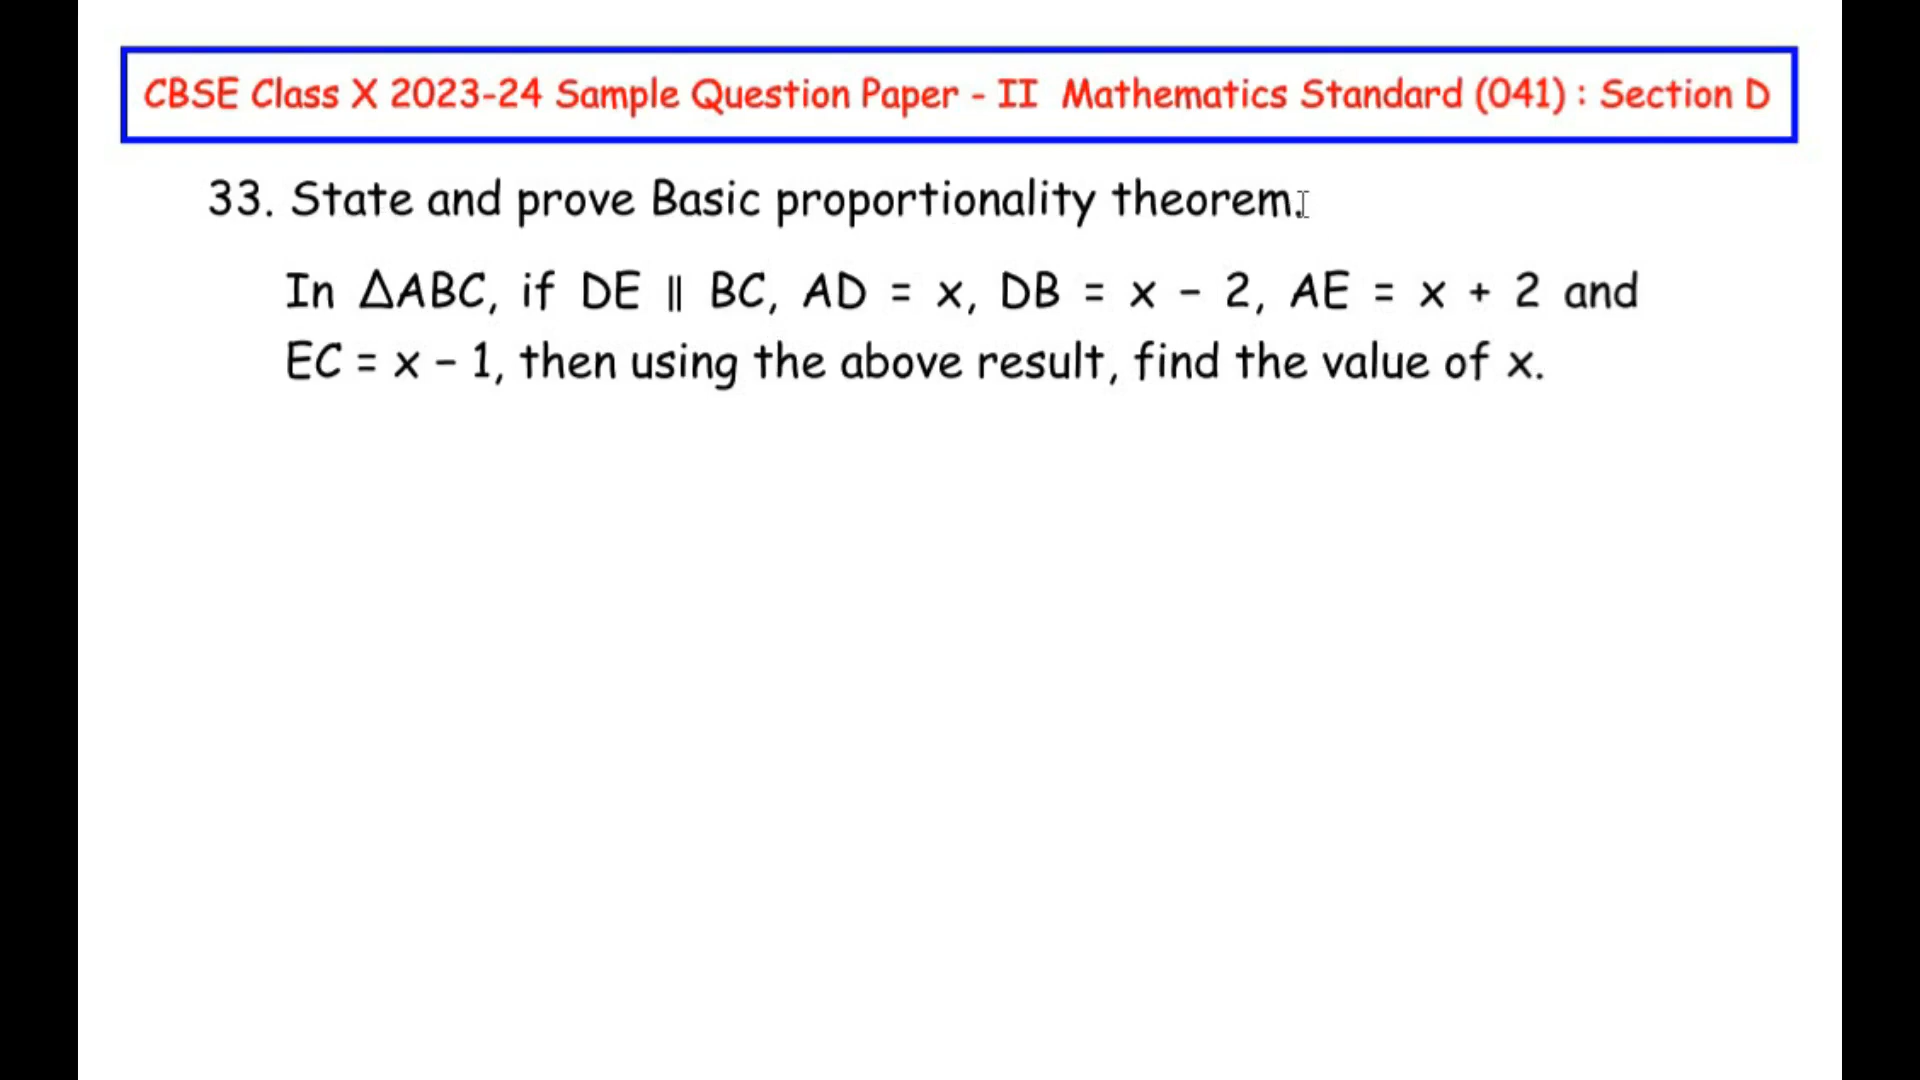 CBSE Class X 2023-24 Sample Question Paper - II Mathematics Standard (041) : Section D
33. State and prove Basic proportionality theorem.
In ΔABC, if DE || BC, AD = x, DB = x - 2, AE = x + 2 and
EC = x - 1, then using the above result, find the value of x.